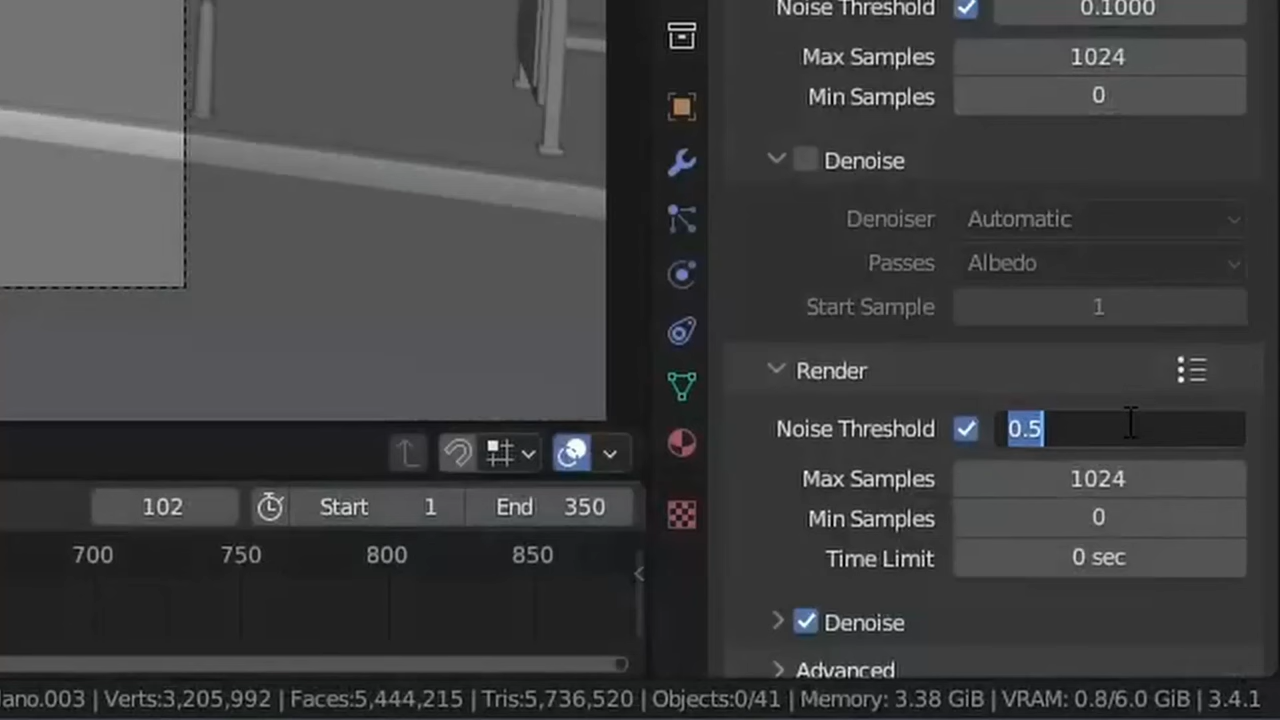 Noise Threshold 0.1000
Max Samples 1024
Min Samples 0
Denoise
Denoiser Automatic
Passes Albedo
Start Sample 1
Render
Noise Threshold 0.5
Max Samples 1024
Min Samples 0
Time Limit 0 sec
Denoise
Advanced
102 Start 1 End 350
700 750 800 850
ano.003 | Verts:3,205,992 | Faces:5,444,215 | Tris:5,736,520 | Objects:0/41 | Memory: 3.38 GiB | VRAM: 0.8/6.0 GiB | 3.4.1